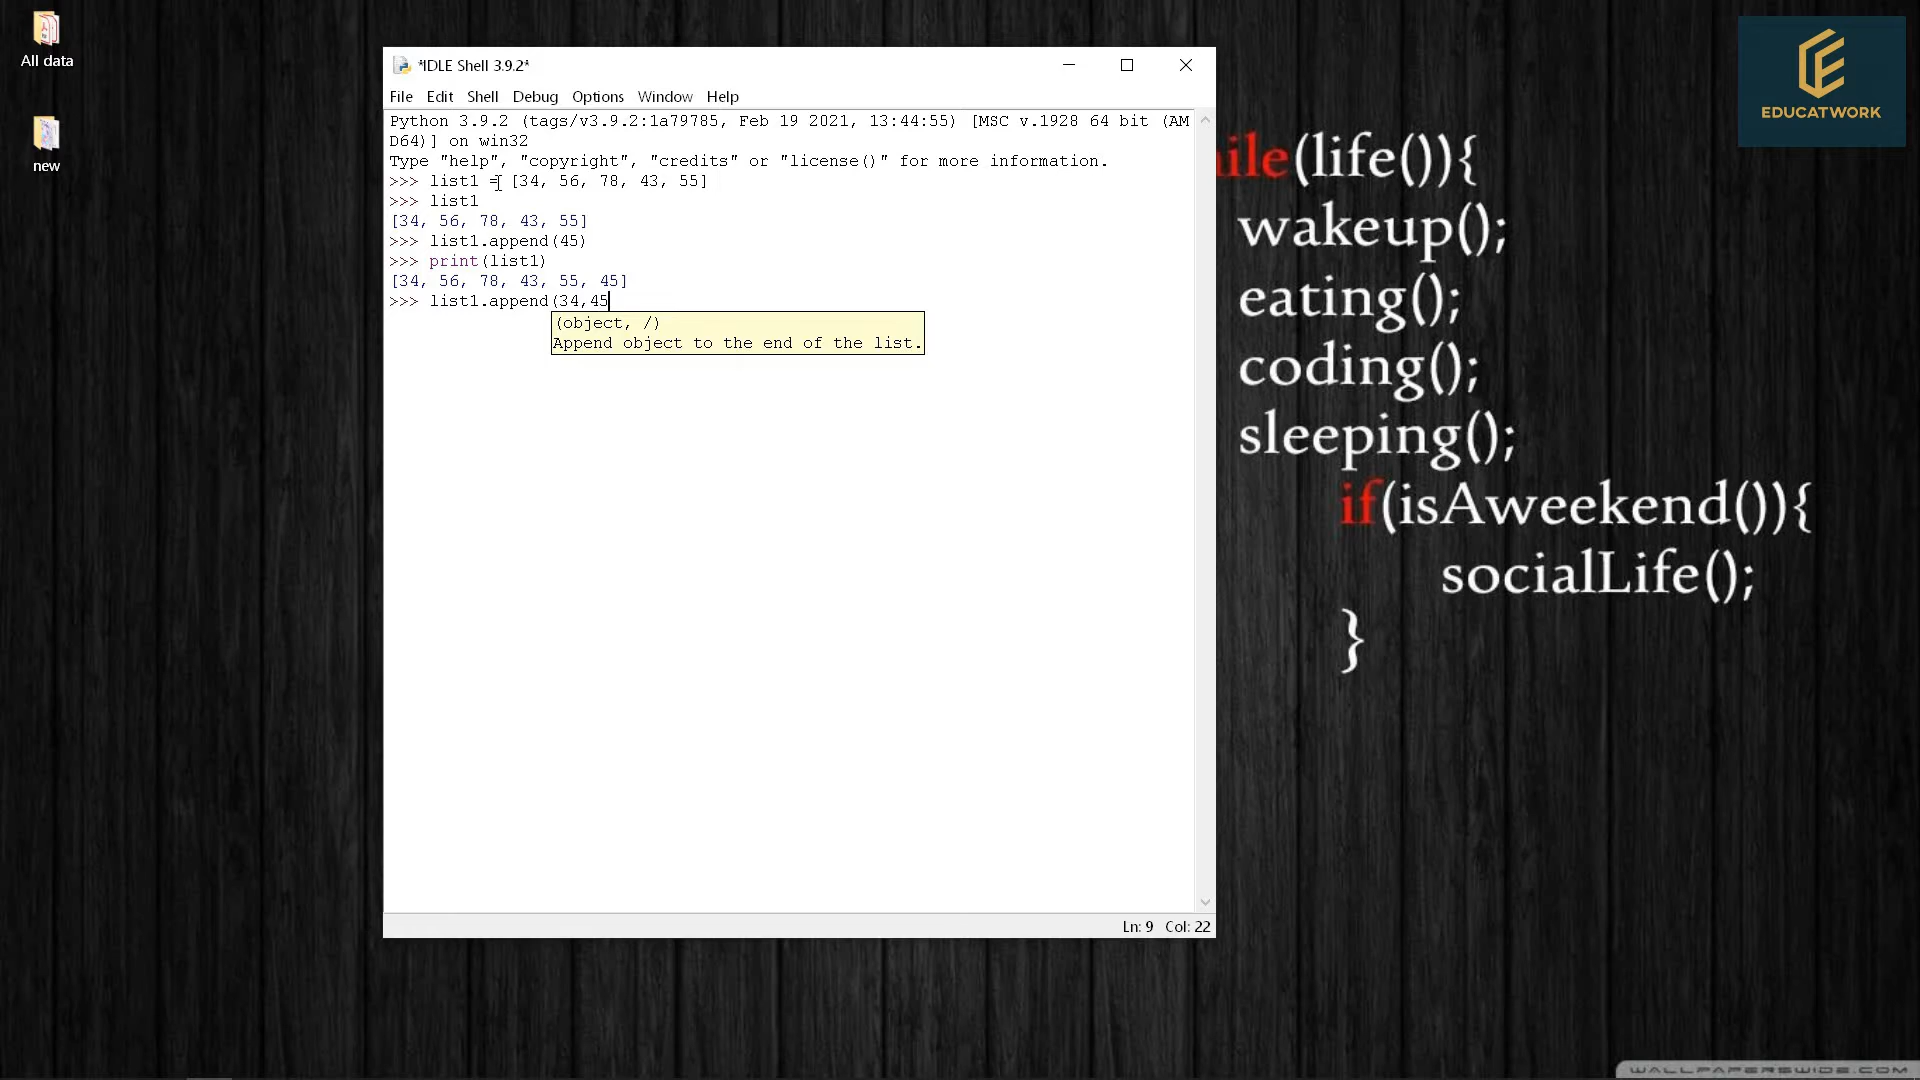 All data
new
*IDLE Shell 3.9.2*
File Edit Shell Debug Options Window Help
Python 3.9.2 (tags/v3.9.2:1a79785, Feb 19 2021, 13:44:55) [MSC v.1928 64 bit (AM
D64)] on win32
Type "help", "copyright", "credits" or "license()" for more information.
>>> list1 = [34, 56, 78, 43, 55]
>>> list1
[34, 56, 78, 43, 55]
>>> list1.append(45)
>>> print(list1)
[34, 56, 78, 43, 55, 45]
>>> list1.append(34,45
(object, /)
Append object to the end of the list.
Ln: 9 Col: 22
EDUCATWORK
ile(life()){
wakeup();
eating();
coding();
sleeping();
if(isAweekend()){
socialLife();
}
WALLPAPERSWIDE.COM